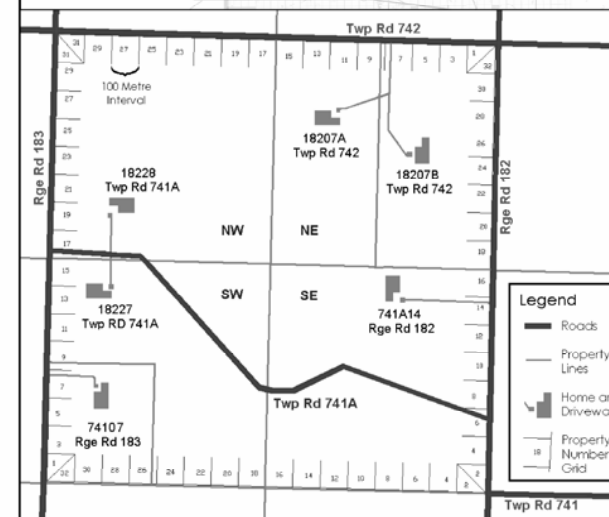 Twp Rd 742
31 29 27 25 21 19 17 15 13 11 9 7 5 3 1
31 32
29
100 Metre
Interval
27
25
23
21
19
17
15
13
11
9
7
5
3
1
30
28
26
24
22
20
18
16
14
12
10
8
6
4
2
Rge Rd 183
Rge Rd 182
18207A
Twp Rd 742
18207B
Twp Rd 742
18228
Twp Rd 741A
NW NE
SW SE
18227
Twp RD 741A
741A14
Rge Rd 182
74107
Rge Rd 183
Twp Rd 741A
32 30 28 26 24 22 20 18 16 14 12 10 8 6 4 2
Twp Rd 741
Legend
Roads
Property
Lines
Home an
Drivewa
18
Property
Number
Grid